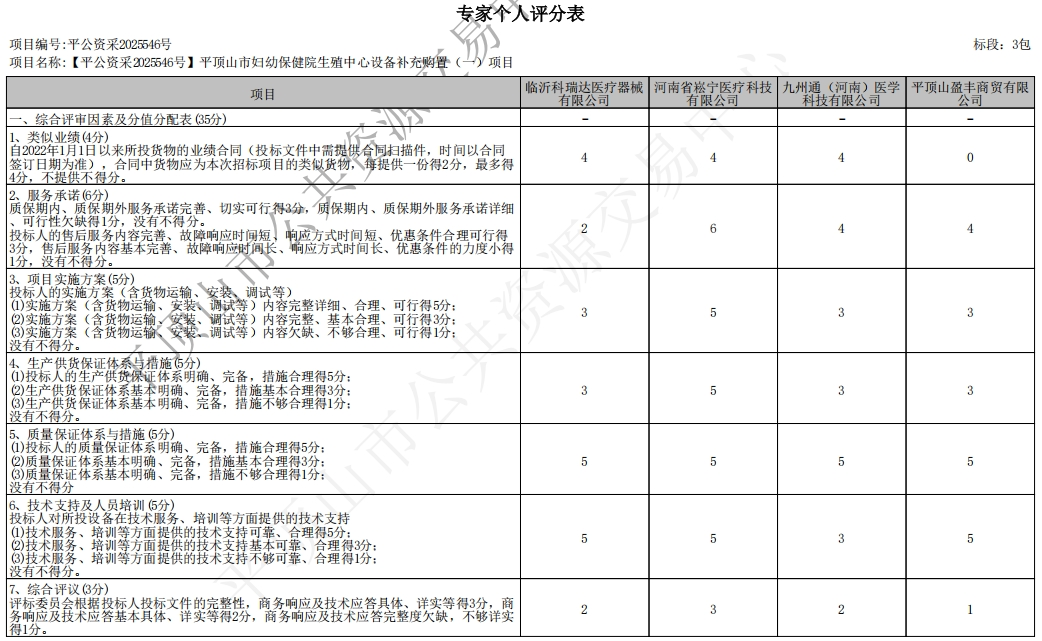 专家个人评分表
项目编号:平公资采2025546号
标段: 3包
项目名称:【平公资采2025546号】平顶山市妇幼保健院生殖中心设备补充购置（一）项目
项目
临沂科瑞达医疗器械
有限公司
河南省崧宁医疗科技
有限公司
九州通（河南）医学
科技有限公司
平顶山盈丰商贸有限
公司
一、综合评审因素及分值分配表(35分)
- - - -
1、类似业绩(4分)
自2022年1月1日以来所投货物的业绩合同（投标文件中需提供合同扫描件，时间以合同
签订日期为准），合同中货物应为本次招标项目的类似货物，每提供一份得2分，最多得
4分，不提供不得分。
4 4 4 0
2、服务承诺(6分)
质保期内、质保期外服务承诺完善、切实可行得3分，质保期内、质保期外服务承诺详细
、可行性欠缺得1分，没有不得分。
投标人的售后服务内容完善、故障响应时间短、响应方式时间短、优惠条件合理可行得
3分，售后服务内容基本完善、故障响应时间长、响应方式时间长、优惠条件的力度小得
1分，没有不得分。
2 6 4 4
3、项目实施方案(5分)
投标人的实施方案（含货物运输、安装、调试等）
(1)实施方案（含货物运输、安装、调试等）内容完整详细、合理、可行得5分；
(2)实施方案（含货物运输、安装、调试等）内容完整、基本合理、可行得3分；
(3)实施方案（含货物运输、安装、调试等）内容欠缺、不够合理、可行得1分；
没有不得分。
3 5 3 3
4、生产供货保证体系与措施(5分)
(1)投标人的生产供货保证体系明确、完备，措施合理得5分；
(2)生产供货保证体系基本明确、完备，措施基本合理得3分；
(3)生产供货保证体系基本明确、完备，措施不够合理得1分；
没有不得分。
3 5 3 3
5、质量保证体系与措施(5分)
(1)投标人的质量保证体系明确、完备，措施合理得5分；
(2)质量保证体系基本明确、完备，措施基本合理得3分；
(3)质量保证体系基本明确、完备，措施不够合理得1分；
没有不得分
5 5 5 5
6、技术支持及人员培训(5分)
投标人对所投设备在技术服务、培训等方面提供的技术支持
(1)技术服务、培训等方面提供的技术支持可靠、合理得5分；
(2)技术服务、培训等方面提供的技术支持基本可靠、合理得3分；
(3)技术服务、培训等方面提供的技术支持不够可靠、合理得1分；
没有不得分。
5 5 3 5
7、综合评议(3分)
评标委员会根据投标人投标文件的完整性，商务响应及技术应答具体、详实等得3分，商
务响应及技术应答基本具体、详实等得2分，商务响应及技术应答完整度欠缺，不够详实
得1分。
2 3 2 1
平顶山市公共资源交易中
平顶山市公共资源交易中心